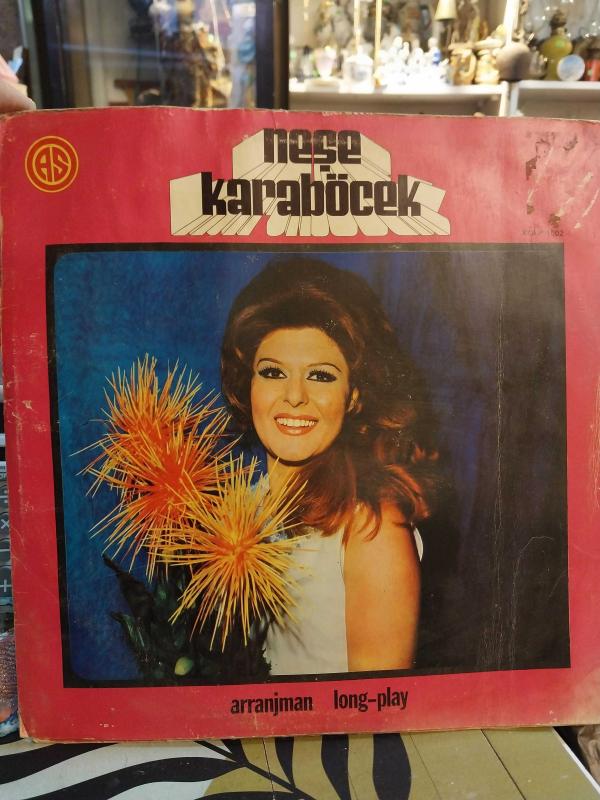 AS
neşe
karaböcek
arranjman long-play